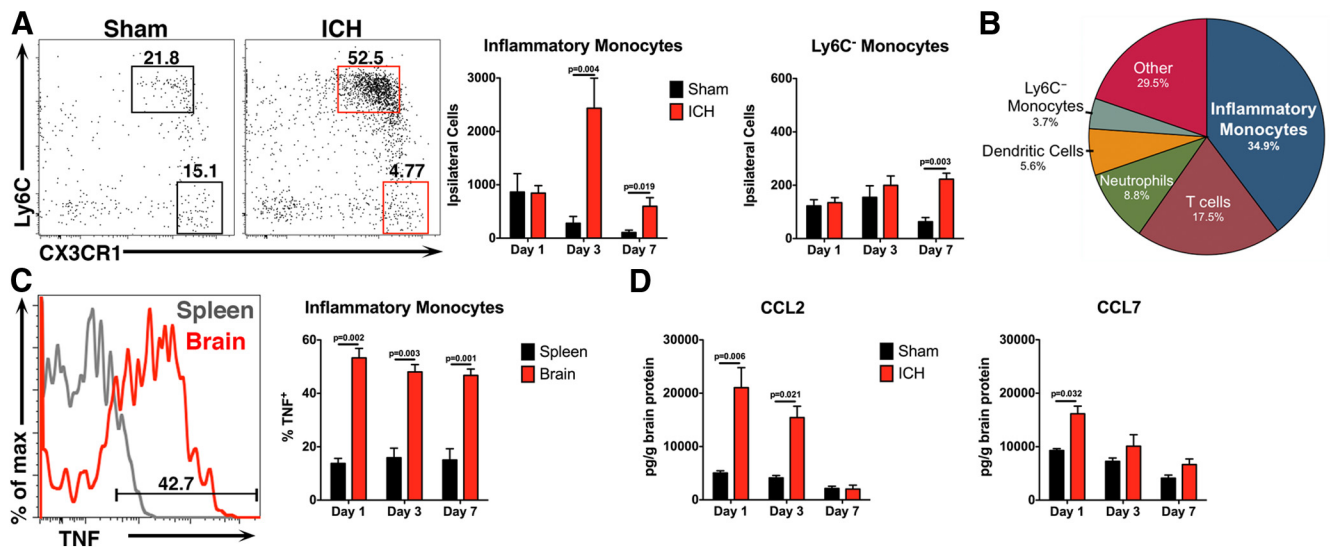 A
Sham
ICH
21.8
52.5
15.1
4.77
Ly6C
CX3CR1
Inflammatory Monocytes
Ipsilateral Cells
3000
2000
1000
0
p=0.004
p=0.019
Sham
ICH
Day 1 Day 3 Day 7
Ly6C- Monocytes
Ipsilateral Cells
600
400
200
0
p=0.003
Day 1 Day 3 Day 7
B
Other
29.5%
Ly6C-
Monocytes
3.7%
Dendritic Cells
5.6%
Neutrophils
8.8%
T cells
17.5%
Inflammatory
Monocytes
34.9%
C
Spleen
Brain
42.7
% of max
TNF
Inflammatory Monocytes
% TNF+
60
40
20
0
p=0.002
p=0.003
p=0.001
Spleen
Brain
Day 1 Day 3 Day 7
D
CCL2
pg/g brain protein
30000
20000
10000
0
p=0.006
p=0.021
Day 1 Day 3 Day 7
CCL7
pg/g brain protein
30000
20000
10000
0
p=0.032
Sham
ICH
Day 1 Day 3 Day 7